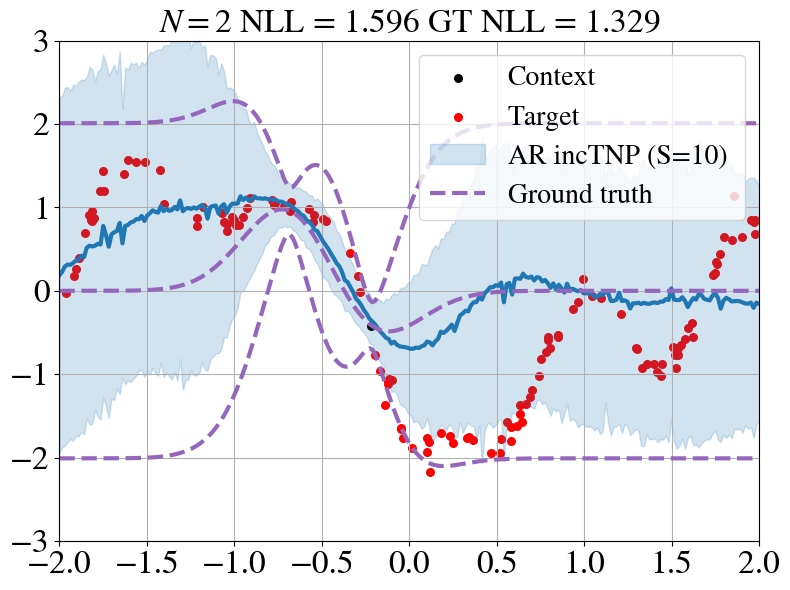 N = 2 NLL = 1.596 GT NLL = 1.329
Context
Target
AR incTNP (S=10)
Ground truth
3
2
1
0
−1
−2
−3
−2.0 −1.5 −1.0 −0.5 0.0 0.5 1.0 1.5 2.0